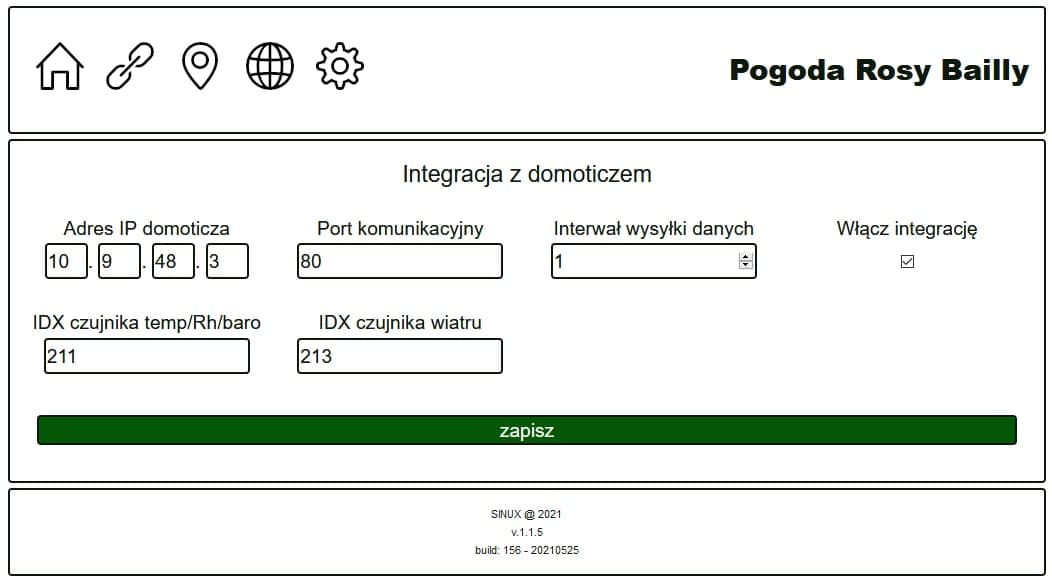 Pogoda Rosy Bailly
Integracja z domoticzem
Adres IP domoticza Port komunikacyjny Interwał wysyłki danych Włącz integrację
10.9.48.3 80 1
IDX czujnika temp/Rh/baro IDX czujnika wiatru
211 213
zapisz
SINUX @ 2021
v.1.1.5
build: 156 - 20210525